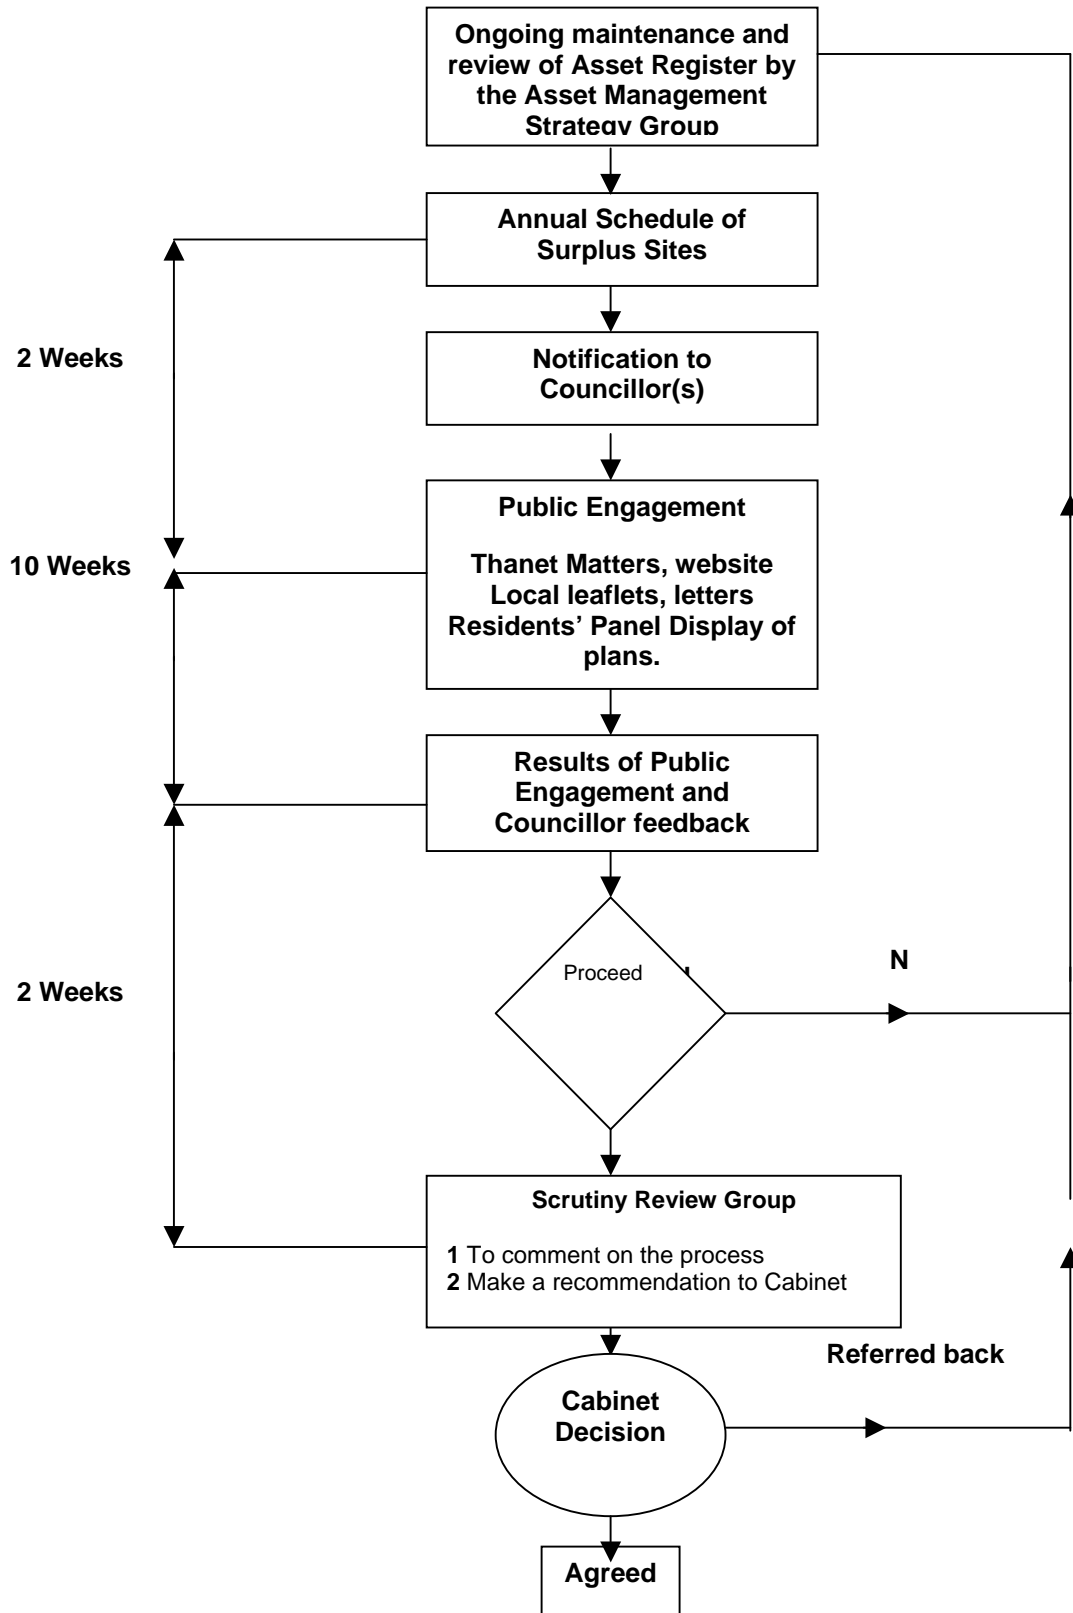 Ongoing maintenance and
review of Asset Register by
the Asset Management
Strategy Group
Annual Schedule of
Surplus Sites
2 Weeks
Notification to
Councillor(s)
Public Engagement
10 Weeks
Thanet Matters, website
Local leaflets, letters
Residents’ Panel Display of
plans.
Results of Public
Engagement and
Councillor feedback
Proceed
N
2 Weeks
Scrutiny Review Group
1 To comment on the process
2 Make a recommendation to Cabinet
Referred back
Cabinet
Decision
Agreed